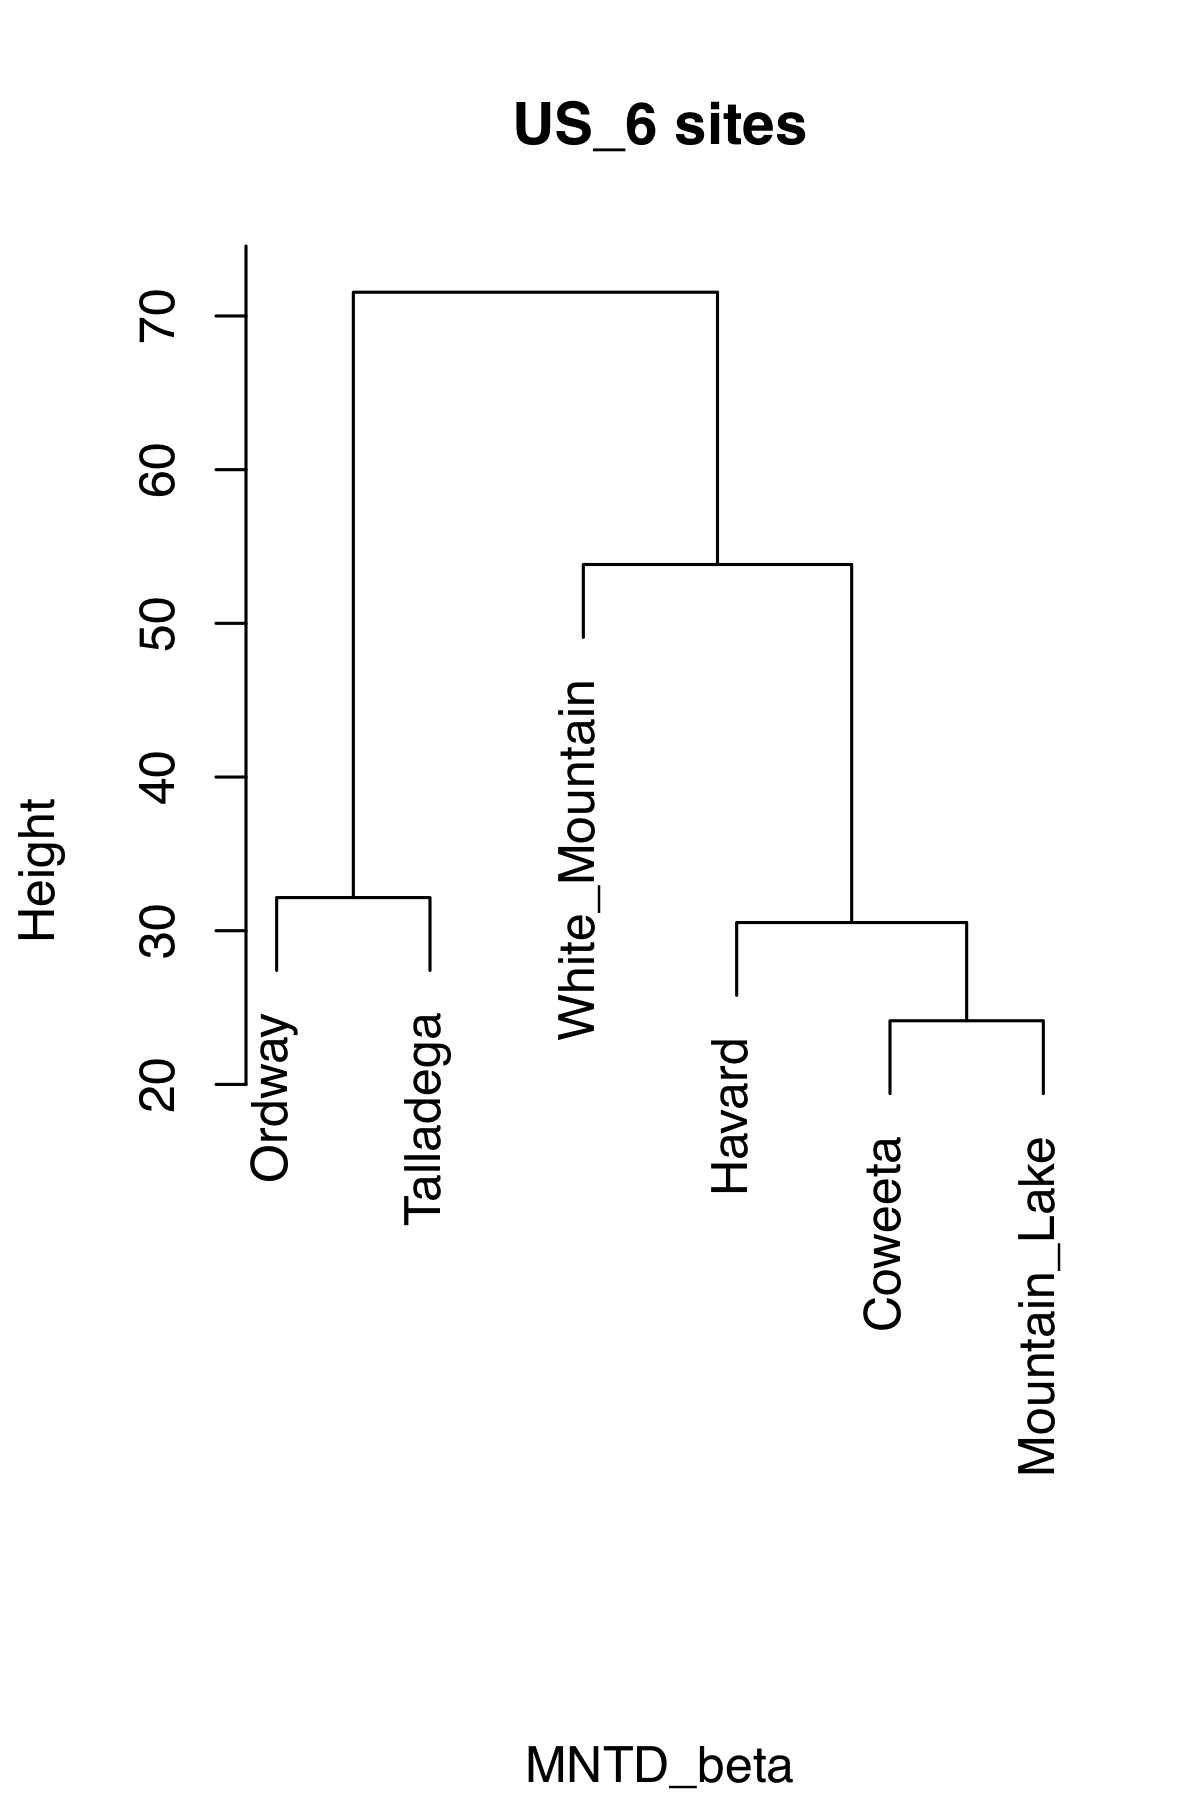 US_6 sites
Height
70
60
50
40
30
20
Ordway
Talladega
White_Mountain
Havard
Coweeta
Mountain_Lake
MNTD_beta